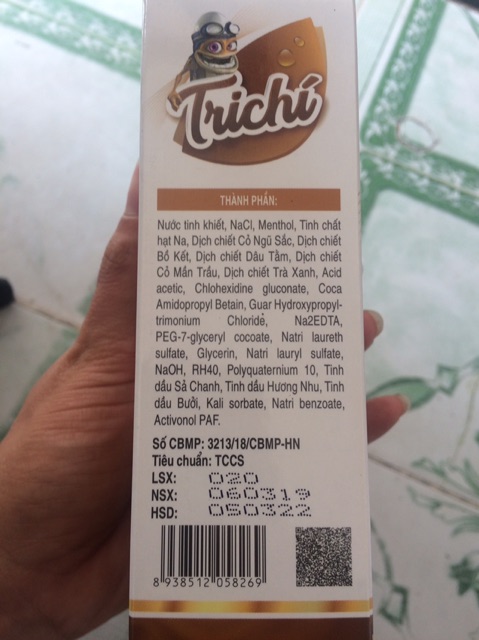 Trichí
THÀNH PHẦN:
Nước tinh khiết, NaCl, Menthol, Tinh chất
hạt Na, Dịch chiết Cỏ Ngũ Sắc, Dịch chiết
Bồ Kết, Dịch chiết Dâu Tằm, Dịch chiết
Cỏ Mần Trầu, Dịch chiết Trà Xanh, Acid
acetic, Chlohexidine gluconate, Coca
Amidopropyl Betain, Guar Hydroxypropyl-
trimonium Chloride, Na2EDTA,
PEG-7-glyceryl cocoate, Natri laureth
sulfate, Glycerin, Natri lauryl sulfate,
NaOH, RH40, Polyquaternium 10, Tinh
dầu Sả Chanh, Tinh dầu Hương Nhu, Tinh
dầu Bưởi, Kali sorbate, Natri benzoate,
Activonol PAF.
Số CBMP: 3213/18/CBMP-HN
Tiêu chuẩn: TCCS
LSX: 020
NSX: 060319
HSD: 050322
8 938512 058269